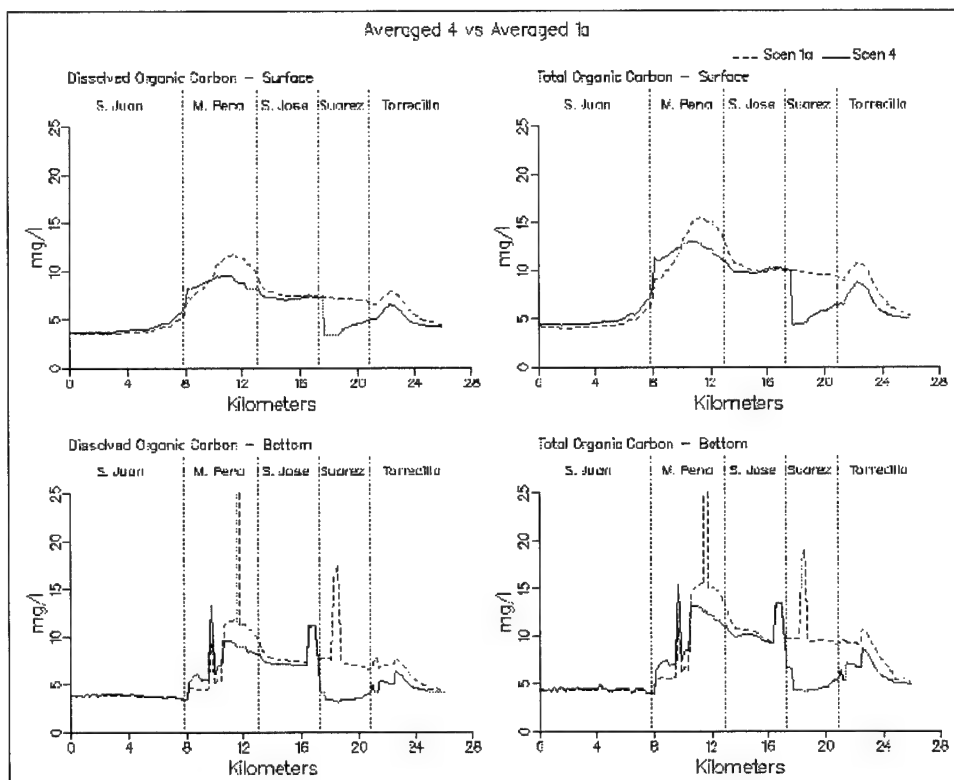 Averaged 4 vs Averaged 1a
Scen 1a Scen 4
Dissolved Organic Carbon – Surface
S. Juan M. Pena S. Jose Suarez Torrecilla
25
20
15
10
5
0
mg/l
0 4 8 12 16 20 24 28
Kilometers
Total Organic Carbon – Surface
S. Juan M. Pena S. Jose Suarez Torrecilla
25
20
15
10
5
0
mg/l
0 4 8 12 16 20 24 28
Kilometers
Dissolved Organic Carbon – Bottom
S. Juan M. Pena S. Jose Suarez Torrecilla
25
20
15
10
5
0
mg/l
0 4 8 12 16 20 24 28
Kilometers
Total Organic Carbon – Bottom
S. Juan M. Pena S. Jose Suarez Torrecilla
25
20
15
10
5
0
mg/l
0 4 8 12 16 20 24 28
Kilometers